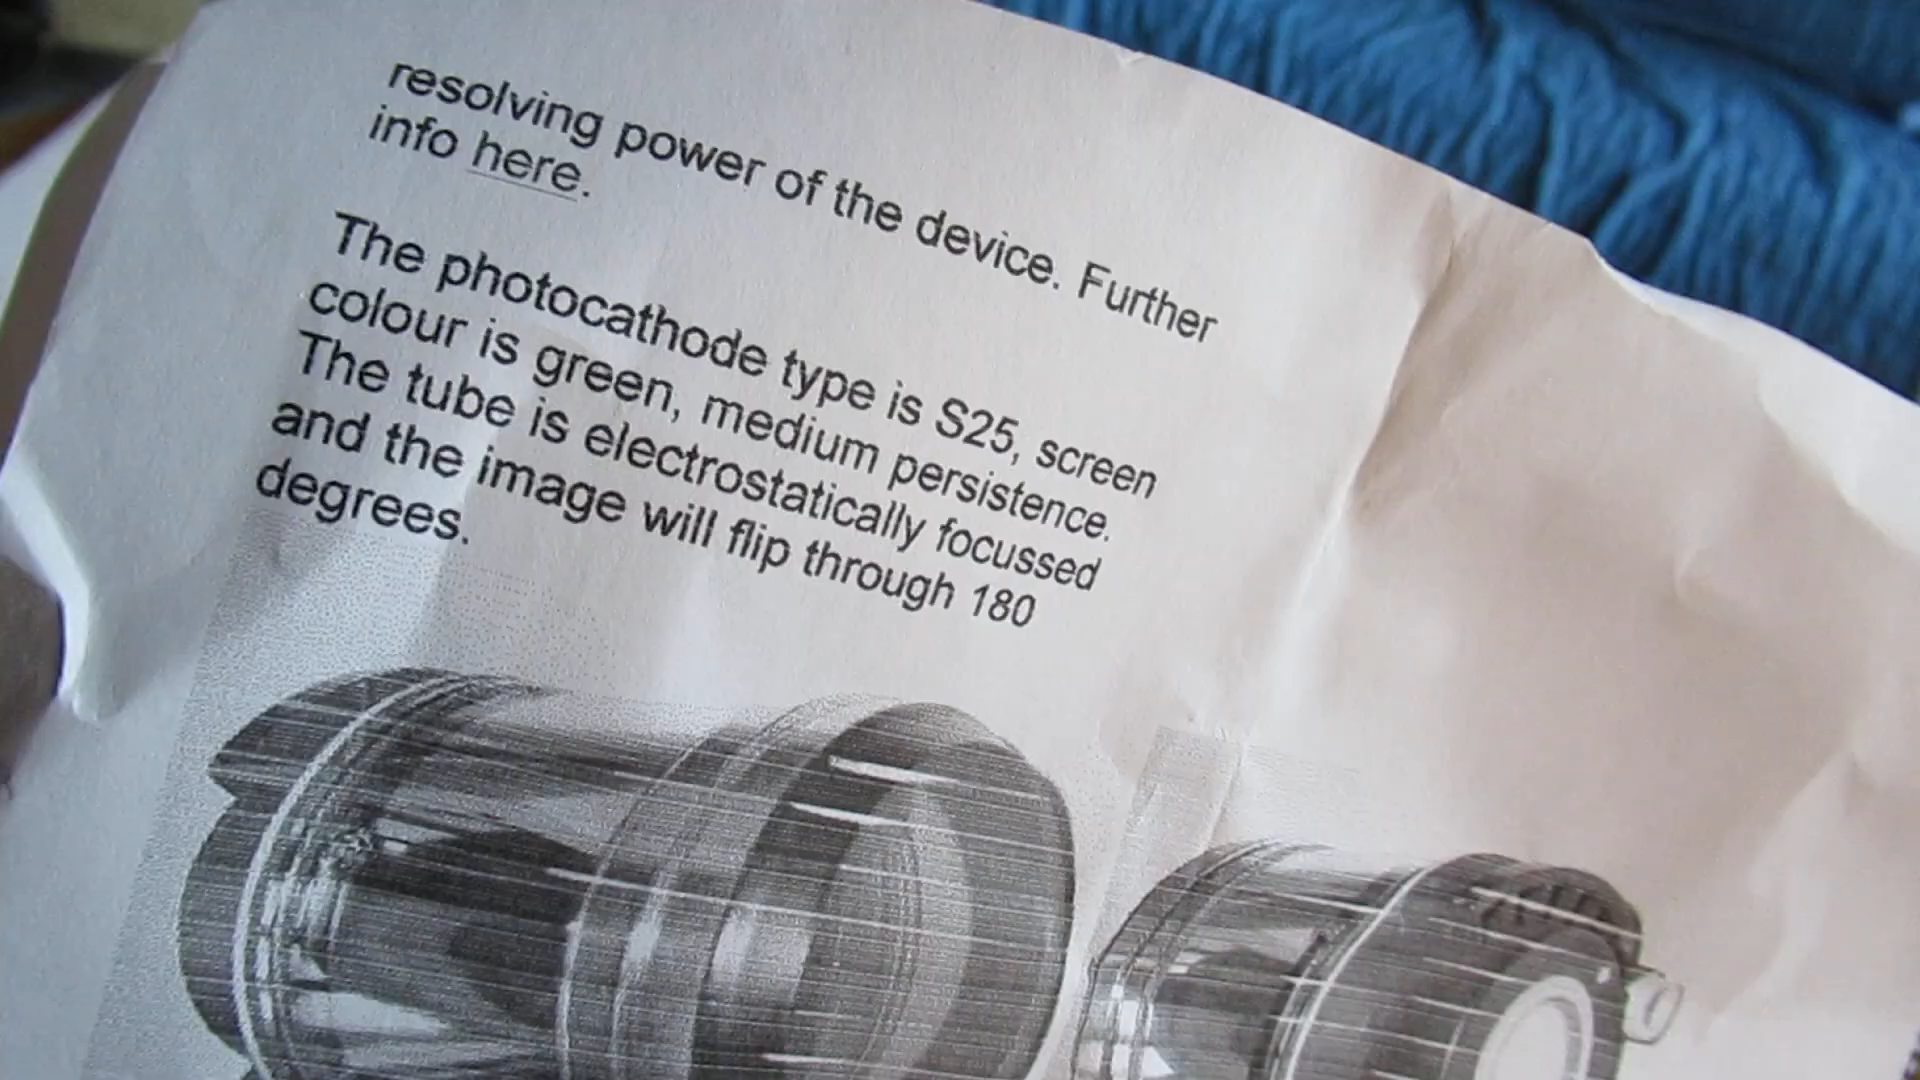 resolving power of the device. Further
info here.
The photocathode type is S25, screen
colour is green, medium persistence.
The tube is electrostatically focussed
and the image will flip through 180
degrees.